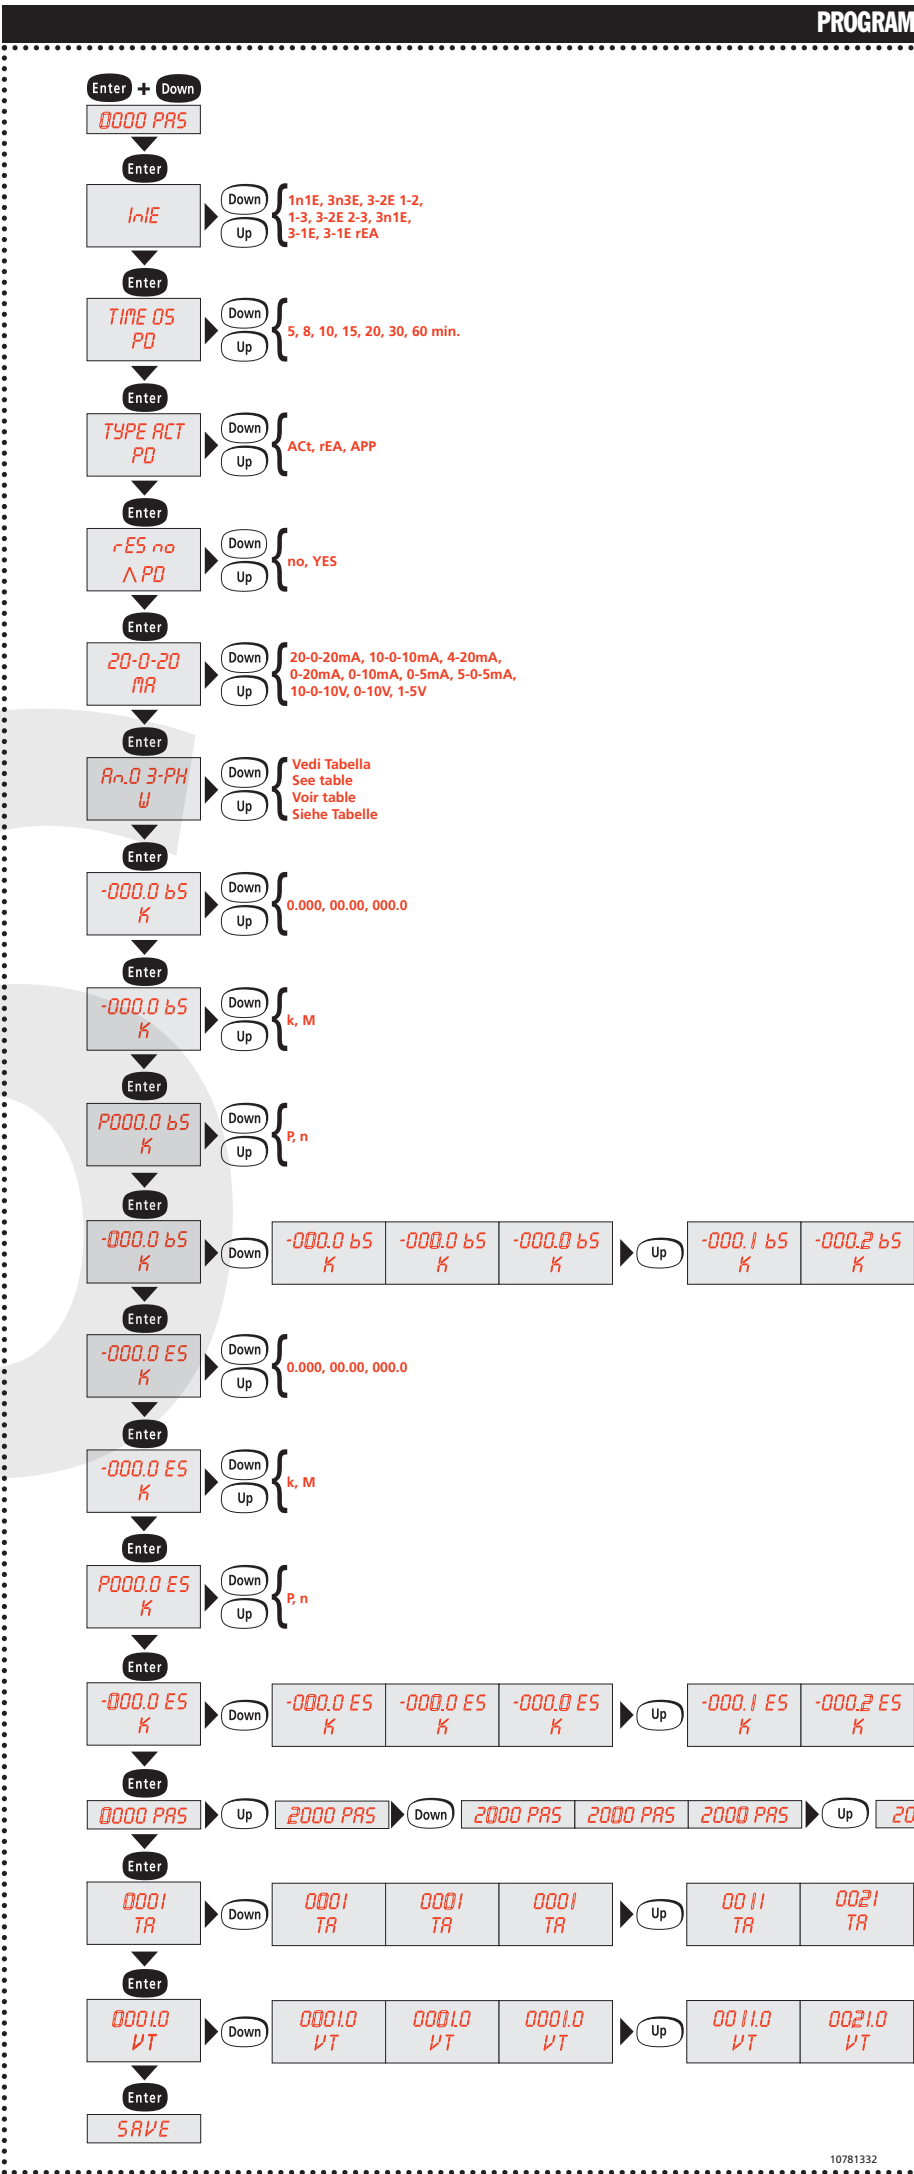 PROGRAM
Enter + Down
0000 PAS
Enter
1n1E
Down
Up
1n1E, 3n3E, 3-2E 1-2,
1-3, 3-2E 2-3, 3n1E,
3-1E, 3-1E rEA
Enter
TIME 05
PD
Down
Up
5, 8, 10, 15, 20, 30, 60 min.
Enter
TYPE ACT
PD
Down
Up
ACt, rEA, APP
Enter
rES no
Λ PD
Down
Up
no, YES
Enter
20-0-20
MA
Down
Up
20-0-20mA, 10-0-10mA, 4-20mA,
0-20mA, 0-10mA, 0-5mA, 5-0-5mA,
10-0-10V, 0-10V, 1-5V
Enter
An.0 3-PH
W
Down
Up
Vedi Tabella
See table
Voir table
Siehe Tabelle
Enter
-000.0 bS
K
Down
Up
0.000, 00.00, 000.0
Enter
-000.0 bS
K
Down
Up
k, M
Enter
P000.0 bS
K
Down
Up
P, n
Enter
-000.0 bS
K
Down
-000.0 bS
K
-000.0 bS
K
-000.0 bS
K
Up
-000.1 bS
K
-000.2 bS
K
Enter
-000.0 ES
K
Down
Up
0.000, 00.00, 000.0
Enter
-000.0 ES
K
Down
Up
k, M
Enter
P000.0 ES
K
Down
Up
P, n
Enter
-000.0 ES
K
Down
-000.0 ES
K
-000.0 ES
K
-000.0 ES
K
Up
-000.1 ES
K
-000.2 ES
K
Enter
0000 PAS
Up
2000 PAS
Down
2000 PAS
2000 PAS
2000 PAS
Up
20
Enter
0001
TA
Down
0001
TA
0001
TA
0001
TA
Up
0011
TA
0021
TA
Enter
0001.0
VT
Down
0001.0
VT
0001.0
VT
0001.0
VT
Up
0011.0
VT
0021.0
VT
Enter
SAVE
10781332